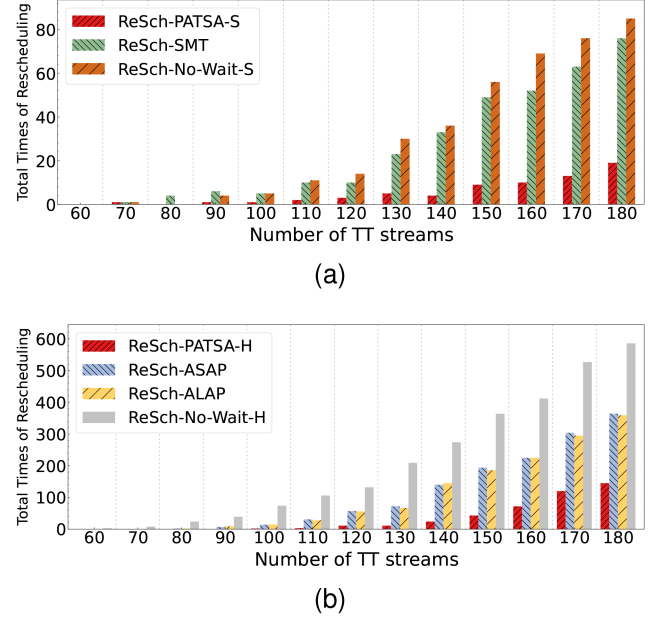 Total Times of Rescheduling
80
60
40
20
0
ReSch-PATSA-S
ReSch-SMT
ReSch-No-Wait-S
60 70 80 90 100 110 120 130 140 150 160 170 180
Number of TT streams
(a)
Total Times of Rescheduling
600
500
400
300
200
100
0
ReSch-PATSA-H
ReSch-ASAP
ReSch-ALAP
ReSch-No-Wait-H
60 70 80 90 100 110 120 130 140 150 160 170 180
Number of TT streams
(b)